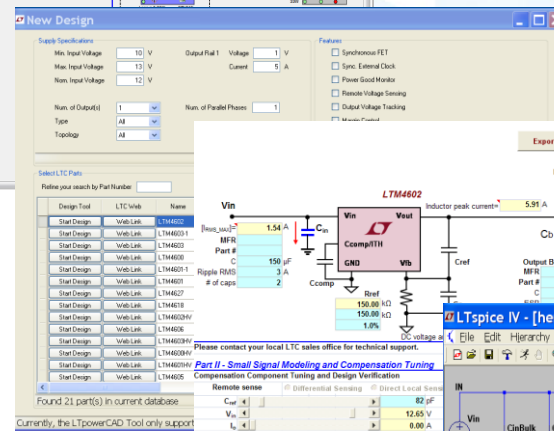 New Design
Supply Specifications
Min. Input Voltage 10 V
Output Rail 1 Voltage 1 V
Max. Input Voltage 13 V
Current 5 A
Nom. Input Voltage 12 V
Num. of Output(s) 1
Num. of Parallel Phases 1
Type All
Topology All
Features
Synchronous FET
Sync. External Clock
Power Good Monitor
Remote Voltage Sensing
Output Voltage Tracking
Margin Control
Select LTC Parts
Refine your search by Part Number
Design Tool LTC Web Name
Start Design Web Link LTM4602
Start Design Web Link LTM4603-1
Start Design Web Link LTM4603
Start Design Web Link LTM4600
Start Design Web Link LTM4601-1
Start Design Web Link LTM4601
Start Design Web Link LTM4627
Start Design Web Link LTM4618
Start Design Web Link LTM4602HV
Start Design Web Link LTM4606
Start Design Web Link LTM4603HV
Start Design Web Link LTM4600HV
Start Design Web Link LTM4601HV
Start Design Web Link LTM4605
Found 21 part(s) in current database
Currently, the LTpowerCAD Tool only support
Export
LTM4602
Inductor peak current= 5.91 A
Vin
Vin Vout
Ccomp/ITH
GND Vfb
1.54 A
Cin
MFR
Part #
C 150 µF
Ripple RMS 3 A
# of caps 2
Ccomp
Cref
Cb
Output B
MFR
Part #
C
Rref
150.00 kΩ
150.00 kΩ
1.0%
DC voltage a
Please contact your local LTC sales office for technical support.
Part II - Small Signal Modeling and Compensation Tuning
Compensation Component Tuning and Design Verification
Remote sense Differential Sensing Direct Local Sens
Cref 82 pF
Vin 12.65 V
Io 0.00 A
LTspice IV - [he
File Edit Hierarchy
IN
Vin
CinBulk